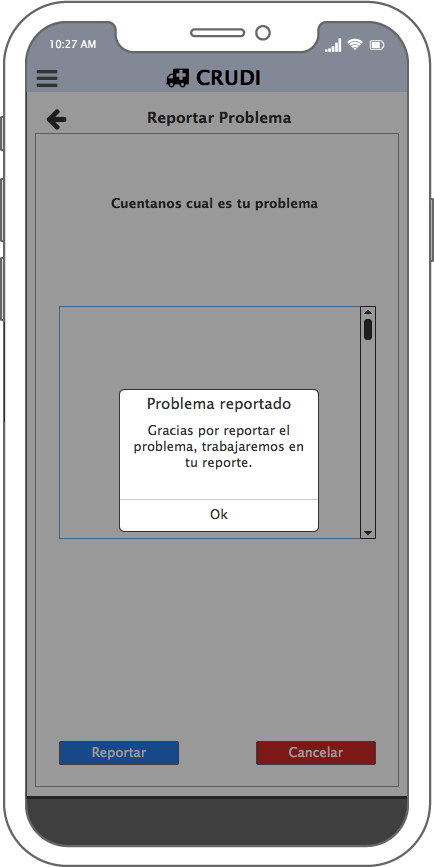 10:27 AM
CRUDI
Reportar Problema
Cuentanos cual es tu problema
Problema reportado
Gracias por reportar el
problema, trabajaremos en
tu reporte.
Ok
Reportar
Cancelar